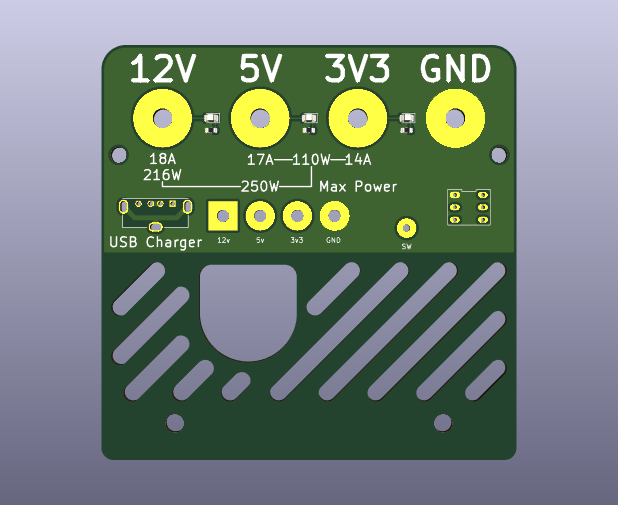 12V 5V 3V3 GND
18A 17A 110W 14A
216W
250W Max Power
USB Charger 12v 5v 3v3 GND SW